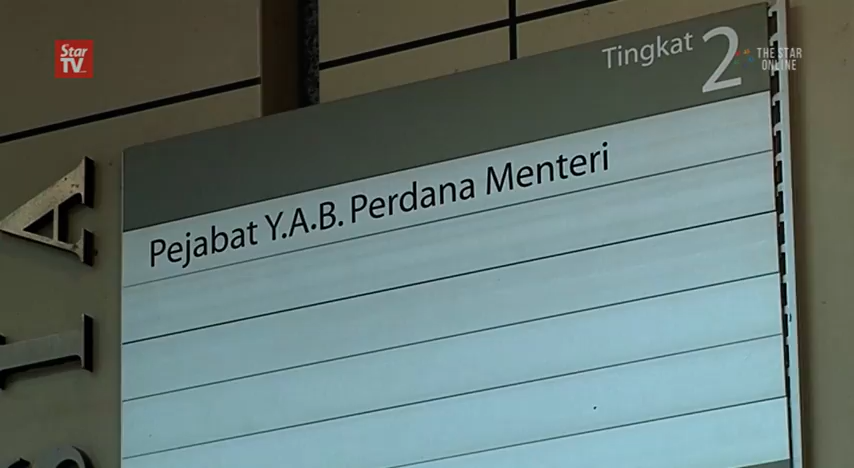 Star
TV
Tingkat 2
THE STAR
ONLINE
Pejabat Y.A.B. Perdana Menteri
A